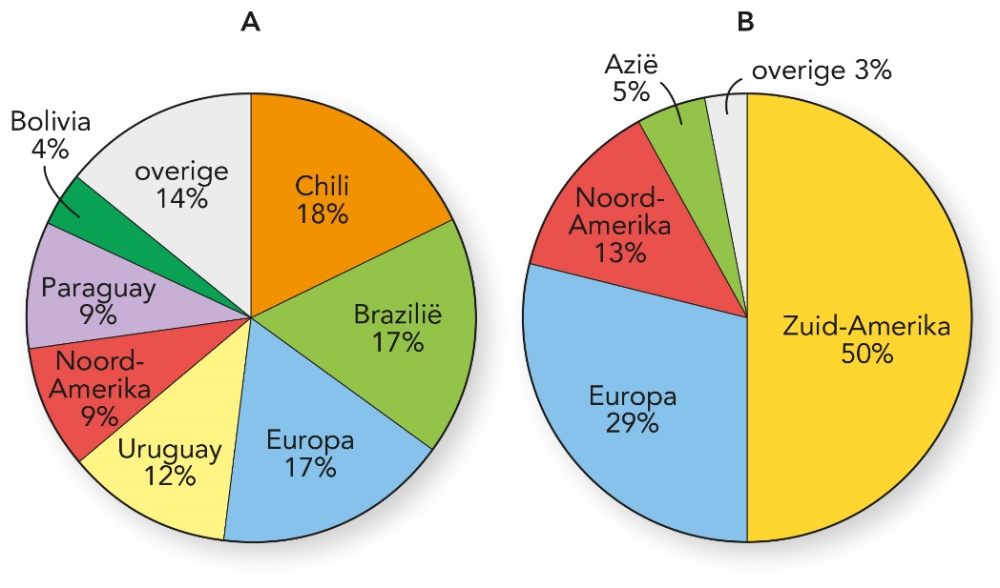 A
Bolivia
4%
overige
14%
Chili
18%
Paraguay
9%
Brazilië
17%
Noord-
Amerika
9%
Uruguay
12%
Europa
17%
B
Azië
5%
overige 3%
Noord-
Amerika
13%
Zuid-Amerika
50%
Europa
29%